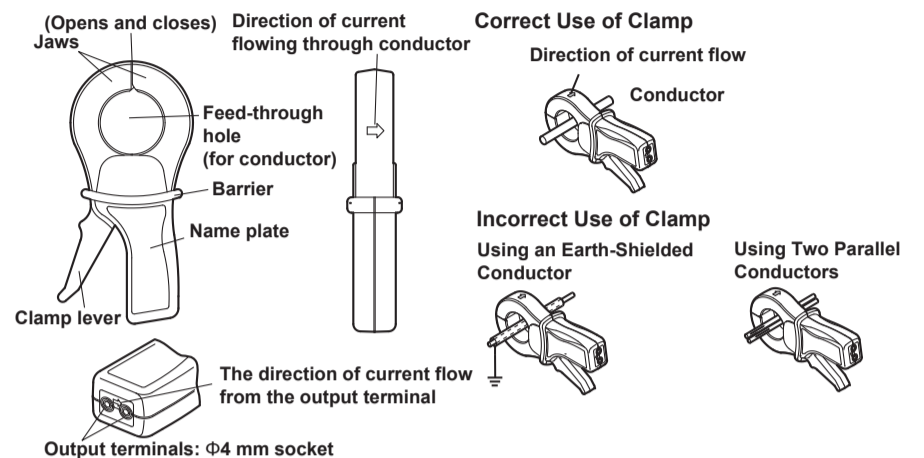 (Opens and closes)
Jaws
Feed-through
hole
(for conductor)
Barrier
Name plate
Clamp lever
Direction of current
flowing through conductor
The direction of current flow
from the output terminal
Output terminals: Φ4 mm socket
Correct Use of Clamp
Direction of current flow
Conductor
Incorrect Use of Clamp
Using an Earth-Shielded
Conductor
Using Two Parallel
Conductors